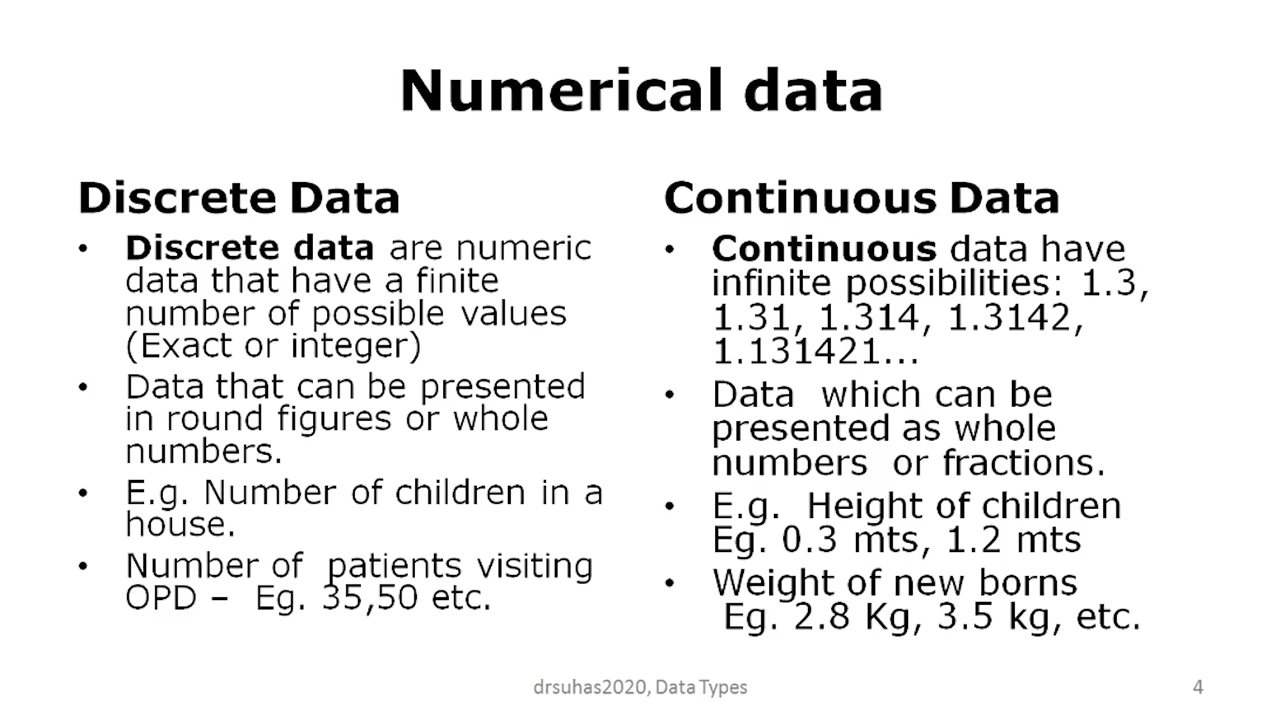 Numerical data
Discrete Data
• Discrete data are numeric
data that have a finite
number of possible values
(Exact or integer)
• Data that can be presented
in round figures or whole
numbers.
• E.g. Number of children in a
house.
• Number of patients visiting
OPD – Eg. 35,50 etc.
Continuous Data
• Continuous data have
infinite possibilities: 1.3,
1.31, 1.314, 1.3142,
1.131421...
• Data which can be
presented as whole
numbers or fractions.
• E.g. Height of children
Eg. 0.3 mts, 1.2 mts
• Weight of new borns
Eg. 2.8 Kg, 3.5 kg, etc.
drsuhas2020, Data Types
4